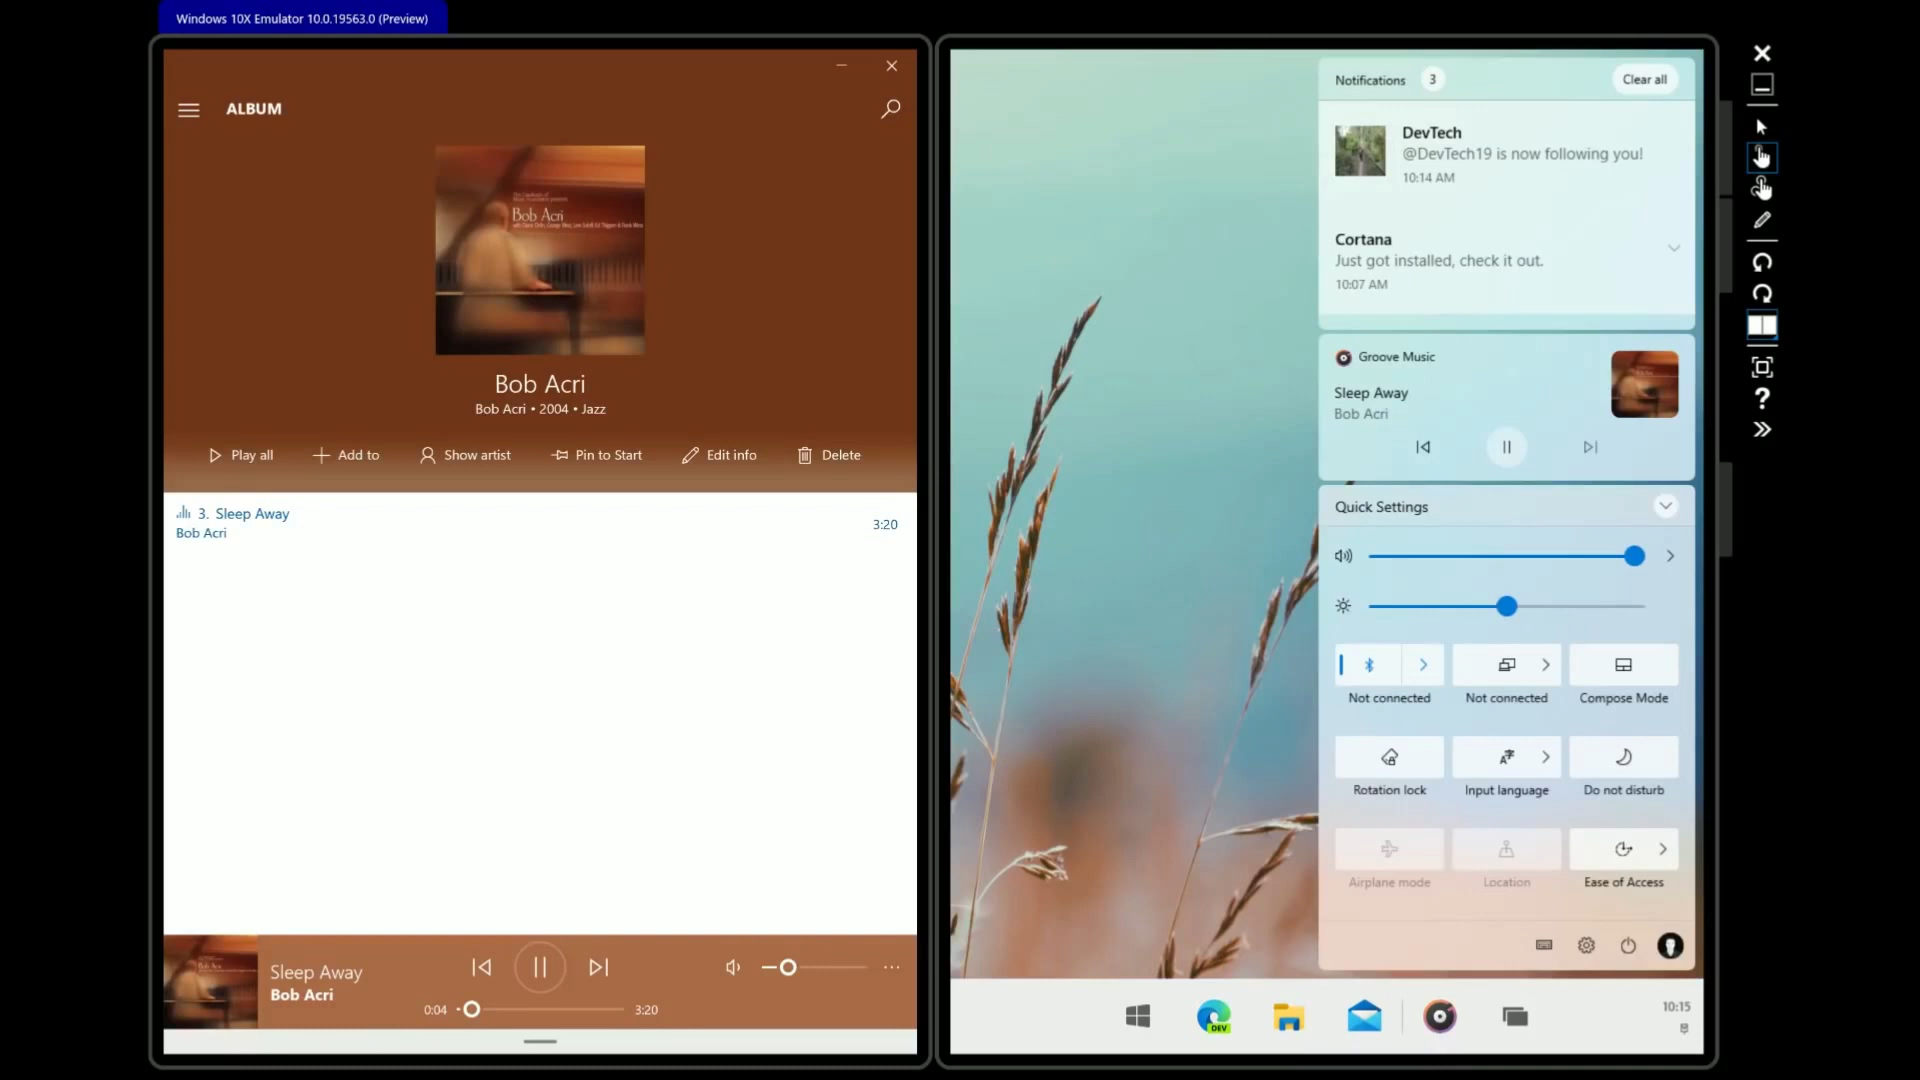 Windows 10X Emulator 10.0.19563.0 (Preview)
ALBUM
Bob Acri
Bob Acri
Bob Acri • 2004 • Jazz
Play all
Add to
Show artist
Pin to Start
Edit info
Delete
3. Sleep Away
Bob Acri
3:20
Sleep Away
Bob Acri
0:04
3:20
Notifications 3
Clear all
DevTech
@DevTech19 is now following you!
10:14 AM
Cortana
Just got installed, check it out.
10:07 AM
Groove Music
Sleep Away
Bob Acri
Quick Settings
Not connected
Not connected
Compose Mode
Rotation lock
Input language
Do not disturb
Airplane mode
Location
Ease of Access
DEV
10:15